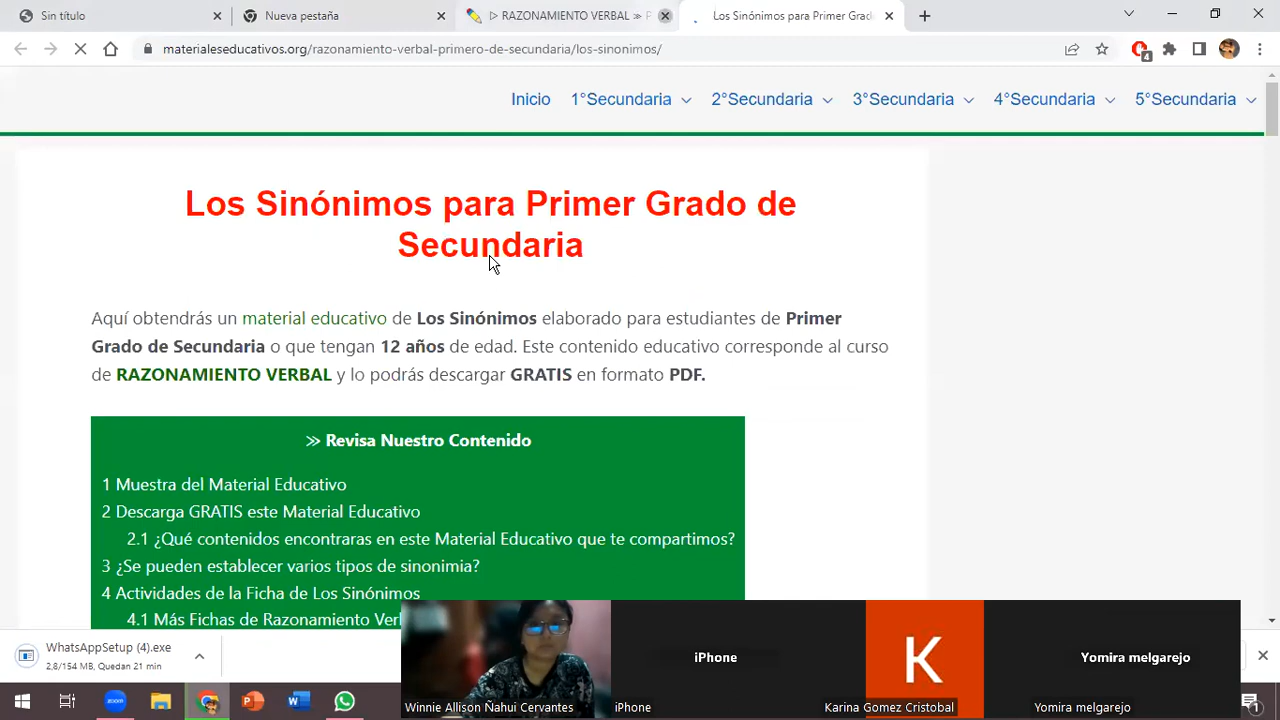 Sin título
Nueva pestaña
▷ RAZONAMIENTO VERBAL ≫ P
Los Sinónimos para Primer Grado
materialeseducativos.org/razonamiento-verbal-primero-de-secundaria/los-sinonimos/
4
Inicio 1°Secundaria 2°Secundaria 3°Secundaria 4°Secundaria 5°Secundaria
Los Sinónimos para Primer Grado de
Secundaria
Aquí obtendrás un material educativo de Los Sinónimos elaborado para estudiantes de Primer
Grado de Secundaria o que tengan 12 años de edad. Este contenido educativo corresponde al curso
de RAZONAMIENTO VERBAL y lo podrás descargar GRATIS en formato PDF.
≫ Revisa Nuestro Contenido
1 Muestra del Material Educativo
2 Descarga GRATIS este Material Educativo
2.1 ¿Qué contenidos encontraras en este Material Educativo que te compartimos?
3 ¿Se pueden establecer varios tipos de sinonimia?
4 Actividades de la Ficha de Los Sinónimos
4.1 Más Fichas de Razonamiento Ver
WhatsAppSetup (4).exe
2.8/154 MB, Quedan 21 min
iPhone
K
Yomira melgarejo
Winnie Allison Ñahui Cervantes
iPhone
Karina Gomez Cristobal
Yomira melgarejo
zoom
1